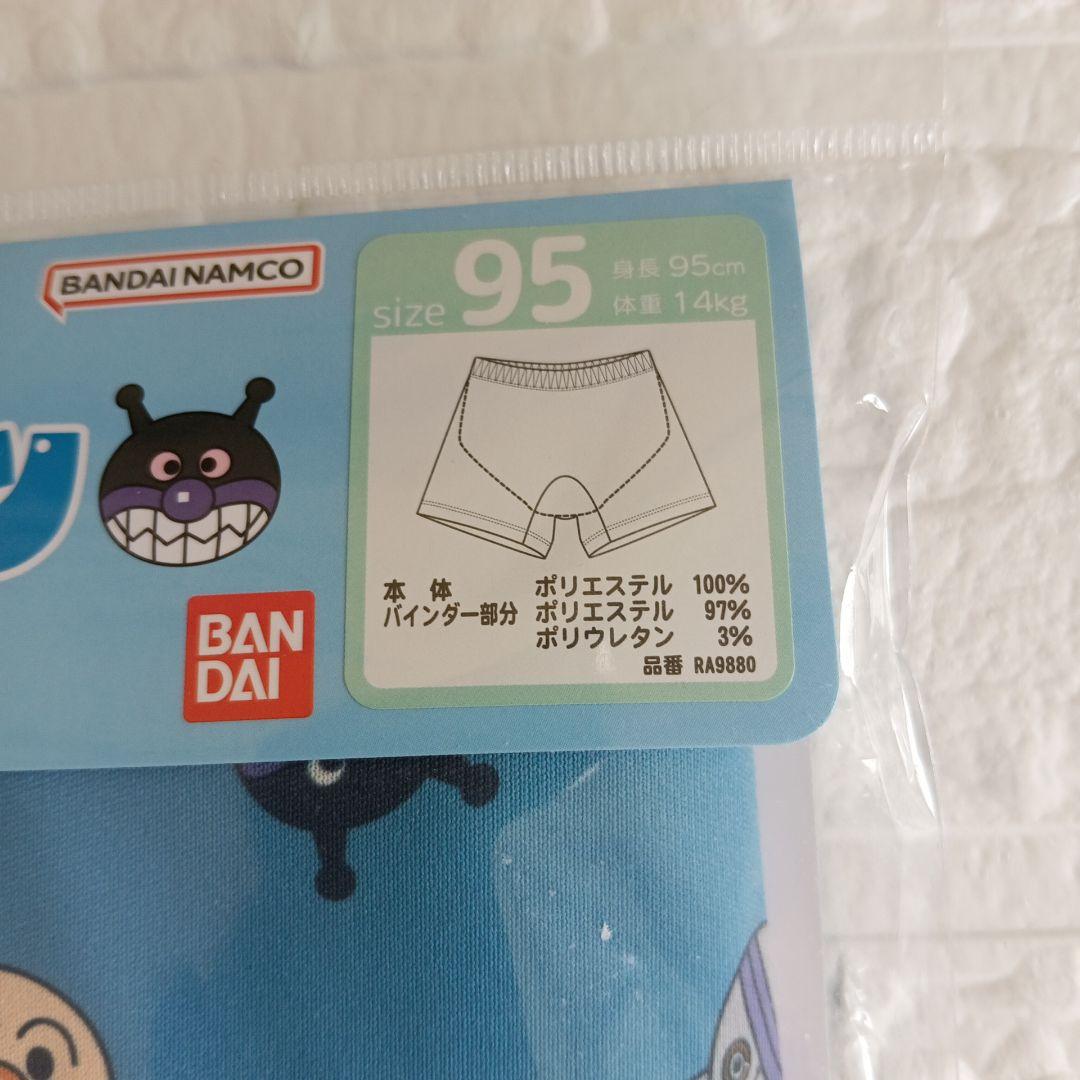 BANDAI NAMCO
size 95
身長 95cm
体重 14kg
本 体 ポリエステル 100%
バインダー部分 ポリエステル 97%
ポリウレタン 3%
品番 RA9880
BAN
DAI